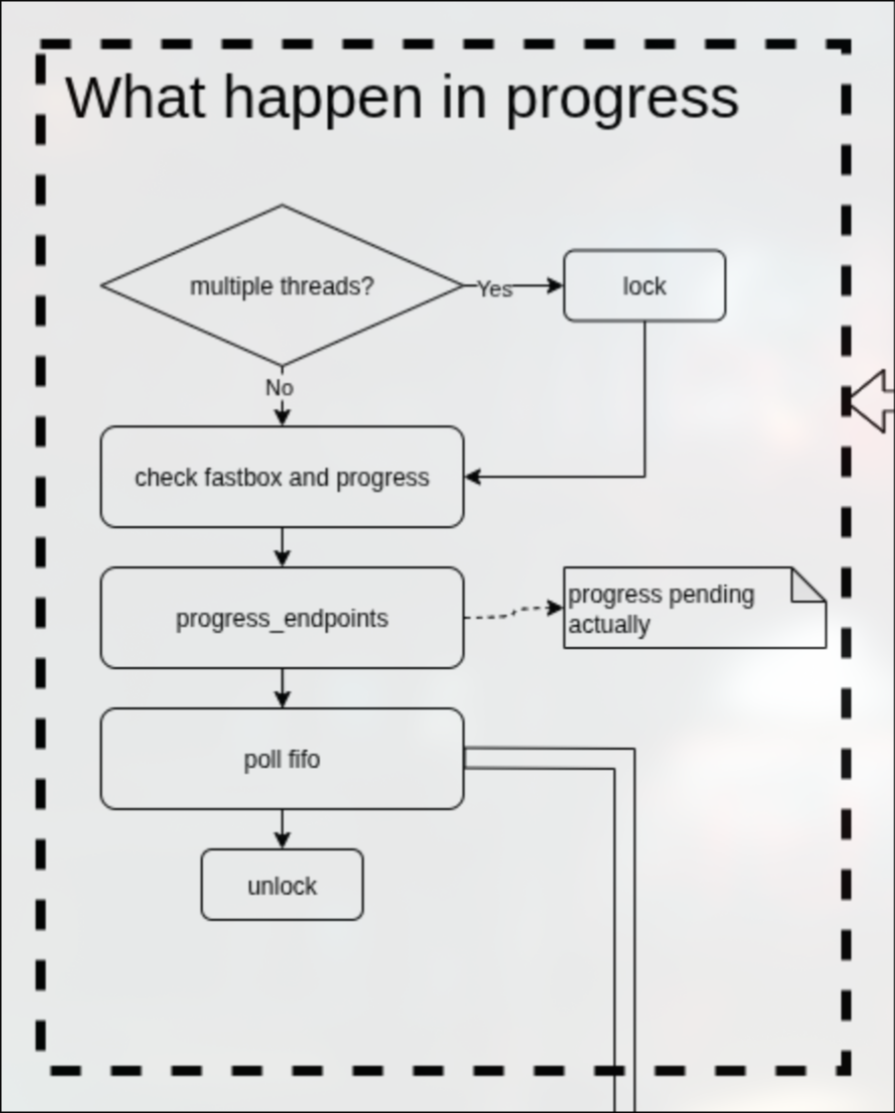 What happen in progress
multiple threads?
Yes
lock
No
check fastbox and progress
progress_endpoints
progress pending
actually
poll fifo
unlock